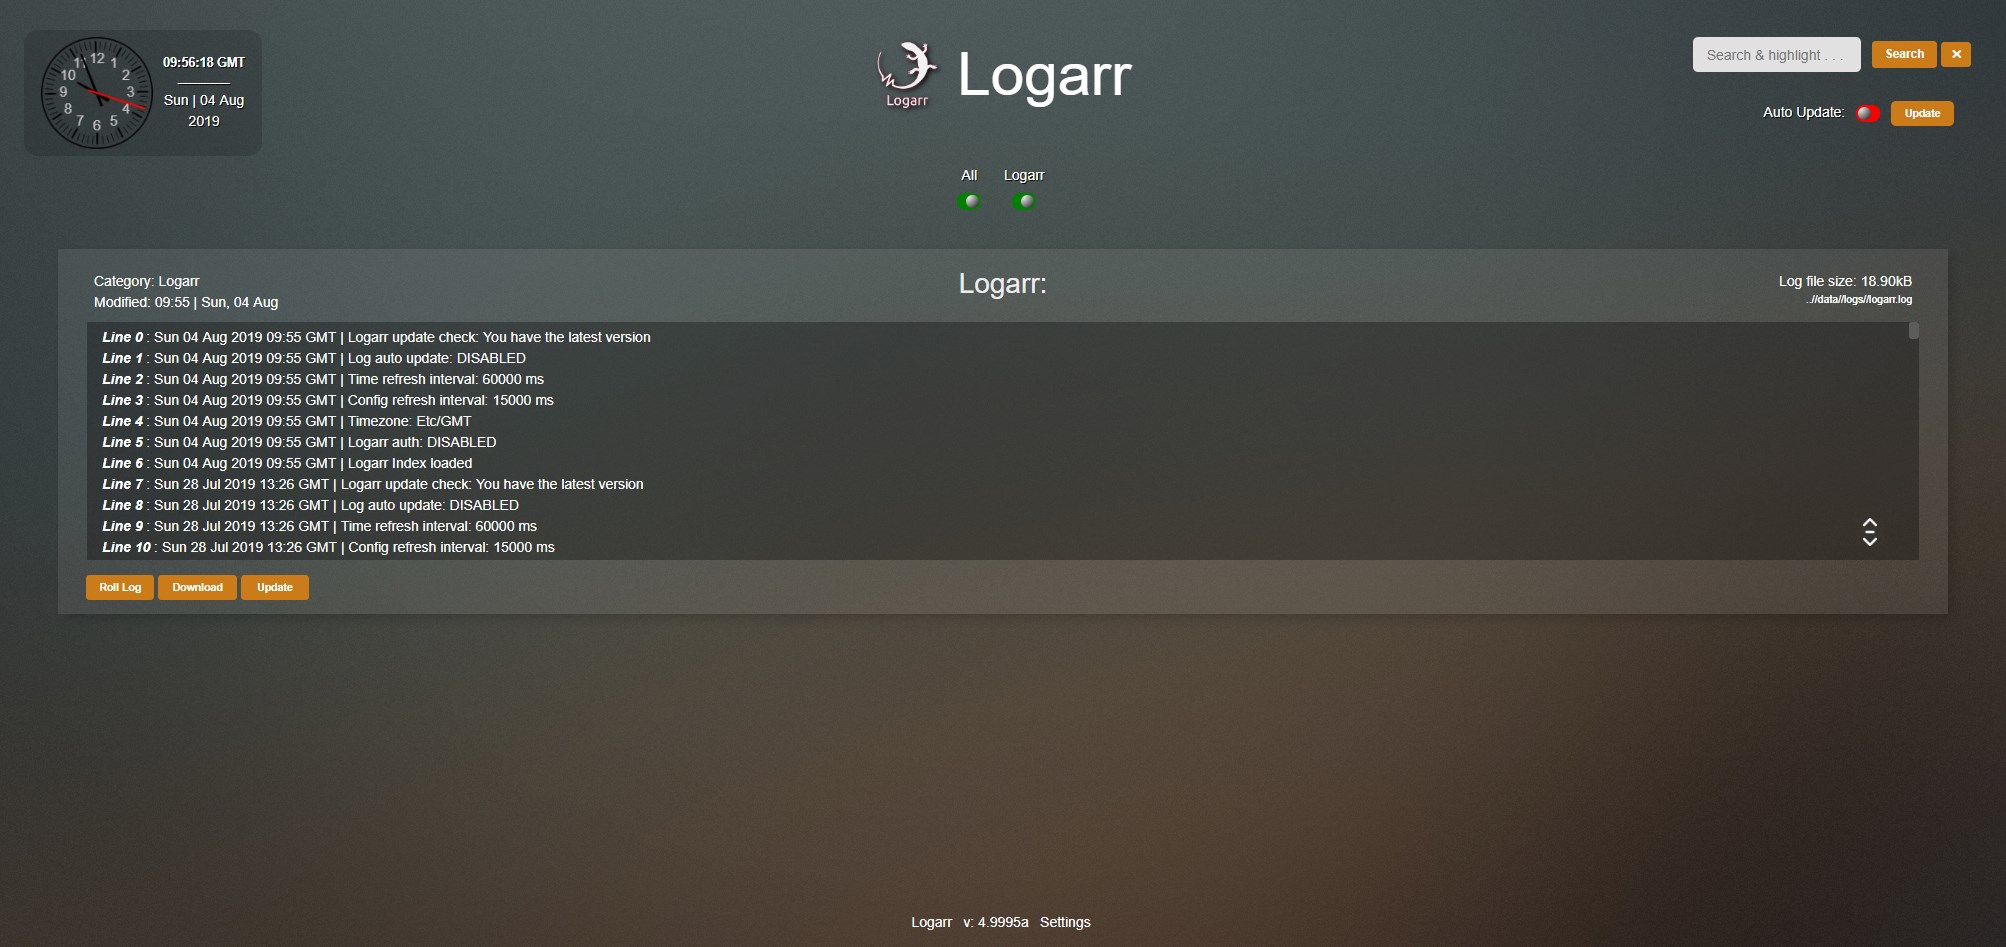 12
1
2
3
4
5
6
7
8
9
10
11
09:56:18 GMT
Sun | 04 Aug
2019
Logarr
Logarr
Search & highlight . . .
Search
×
Auto Update:
Update
All Logarr
Category: Logarr
Modified: 09:55 | Sun, 04 Aug
Logarr:
Log file size: 18.90kB
..//data//logs//logarr.log
Line 0 : Sun 04 Aug 2019 09:55 GMT | Logarr update check: You have the latest version
Line 1 : Sun 04 Aug 2019 09:55 GMT | Log auto update: DISABLED
Line 2 : Sun 04 Aug 2019 09:55 GMT | Time refresh interval: 60000 ms
Line 3 : Sun 04 Aug 2019 09:55 GMT | Config refresh interval: 15000 ms
Line 4 : Sun 04 Aug 2019 09:55 GMT | Timezone: Etc/GMT
Line 5 : Sun 04 Aug 2019 09:55 GMT | Logarr auth: DISABLED
Line 6 : Sun 04 Aug 2019 09:55 GMT | Logarr Index loaded
Line 7 : Sun 28 Jul 2019 13:26 GMT | Logarr update check: You have the latest version
Line 8 : Sun 28 Jul 2019 13:26 GMT | Log auto update: DISABLED
Line 9 : Sun 28 Jul 2019 13:26 GMT | Time refresh interval: 60000 ms
Line 10 : Sun 28 Jul 2019 13:26 GMT | Config refresh interval: 15000 ms
Roll Log Download Update
Logarr v: 4.9995a Settings